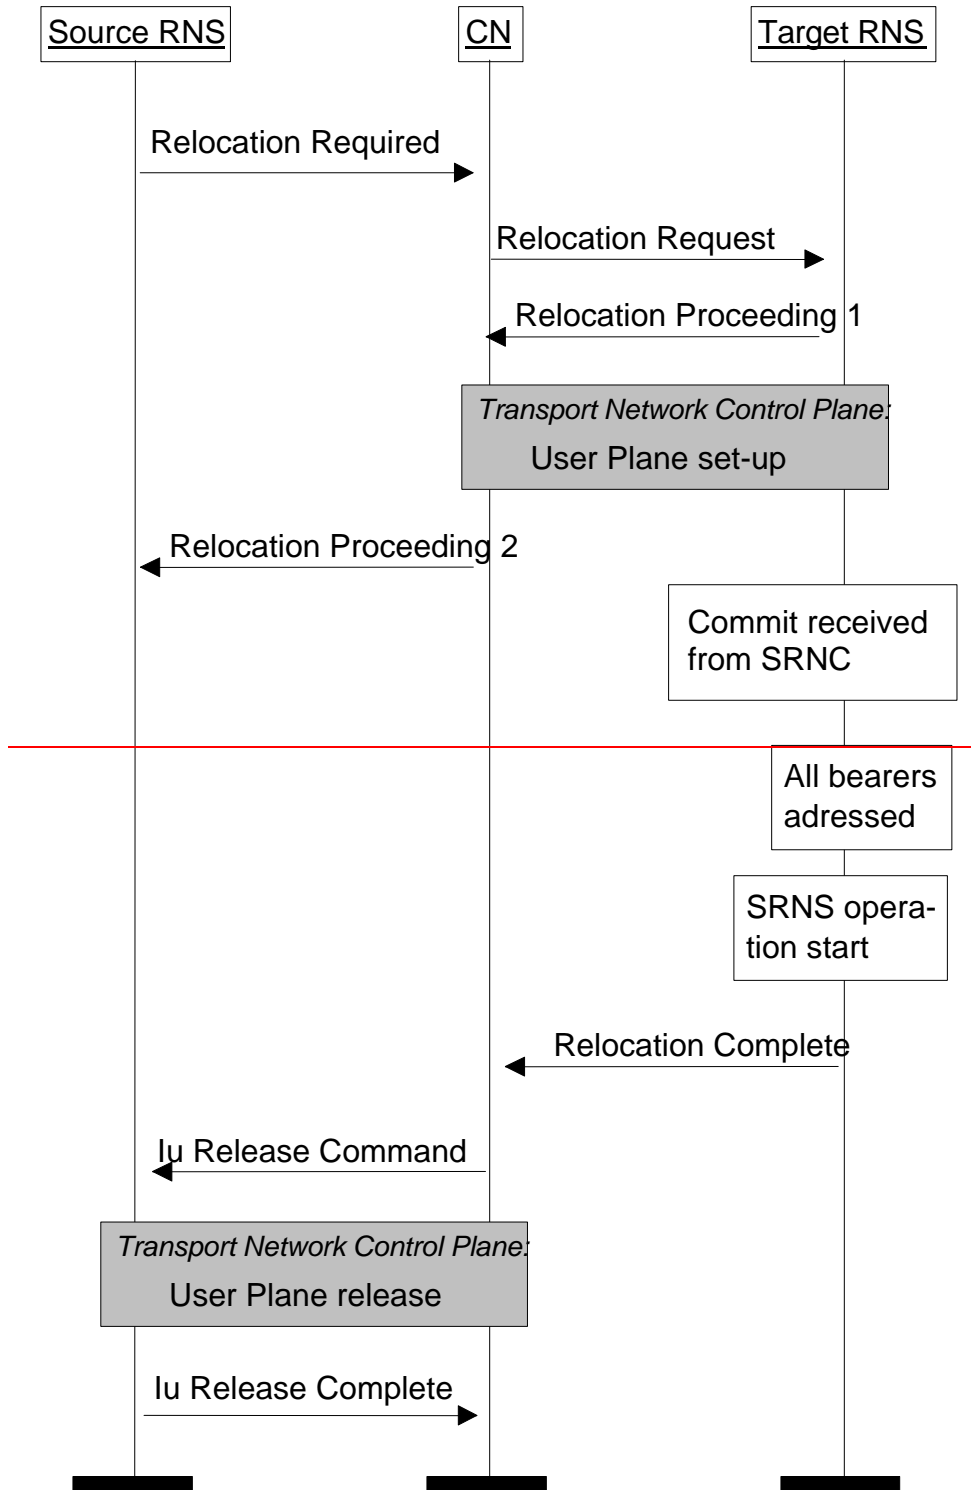 Source RNS
CN
Target RNS
Relocation Required
Relocation Request
Relocation Proceeding 1
Transport Network Control Plane:
User Plane set-up
Relocation Proceeding 2
Commit received
from SRNC
All bearers
adressed
SRNS opera-
tion start
Relocation Complete
Iu Release Command
Transport Network Control Plane:
User Plane release
Iu Release Complete